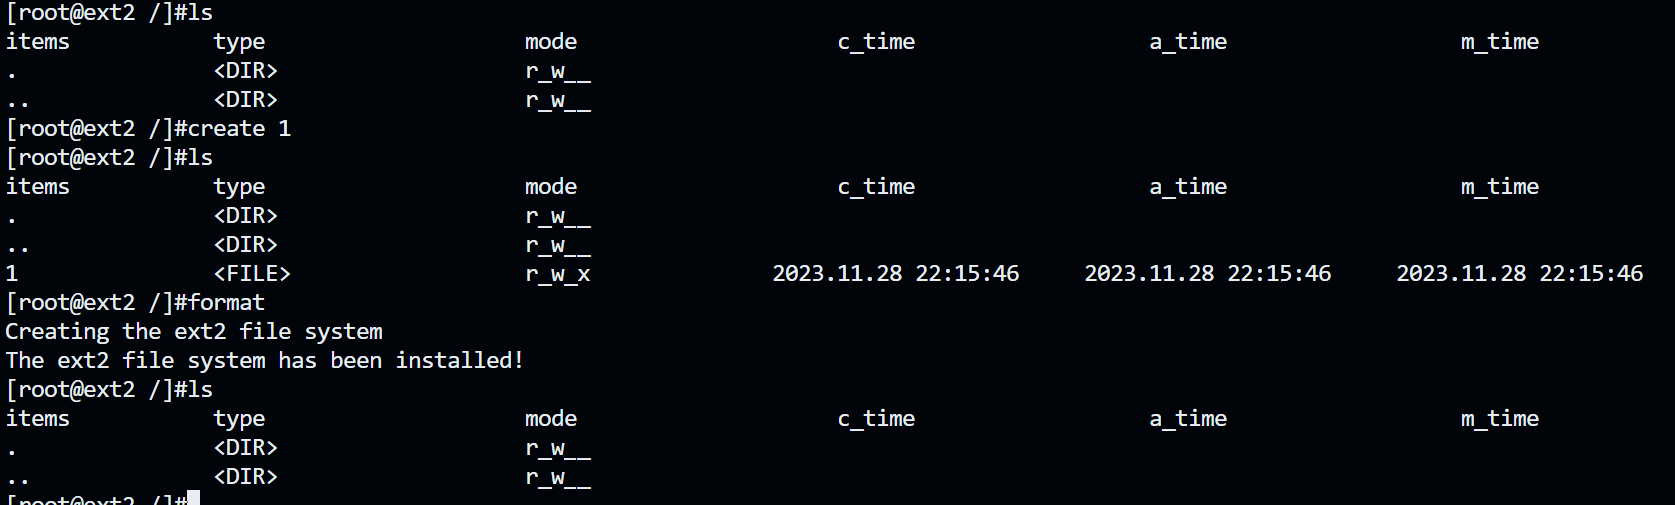 [root@ext2 /]#ls
items type mode c_time a_time m_time
. <DIR> r_w__
.. <DIR> r_w__
[root@ext2 /]#create 1
[root@ext2 /]#ls
items type mode c_time a_time m_time
. <DIR> r_w__
.. <DIR> r_w__
1 <FILE> r_w_x 2023.11.28 22:15:46 2023.11.28 22:15:46 2023.11.28 22:15:46
[root@ext2 /]#format
Creating the ext2 file system
The ext2 file system has been installed!
[root@ext2 /]#ls
items type mode c_time a_time m_time
. <DIR> r_w__
.. <DIR> r_w__
[root@ext2 /]#